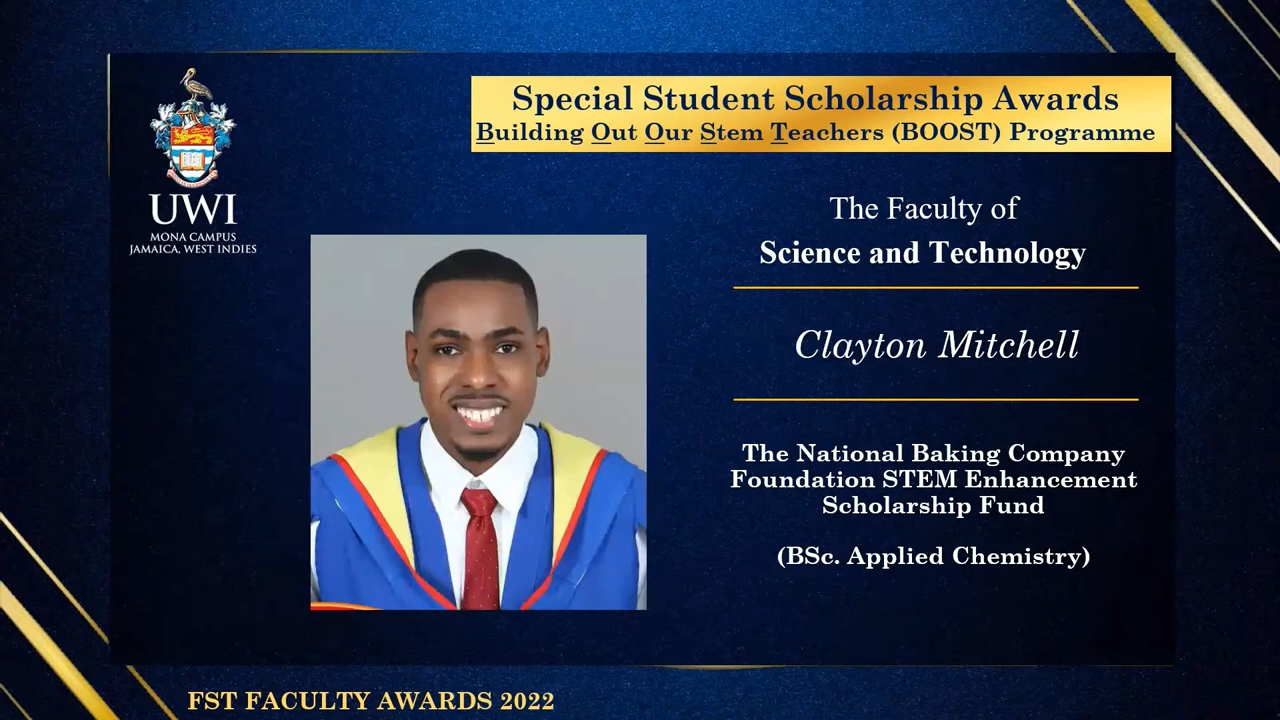 Special Student Scholarship Awards
Building Out Our Stem Teachers (BOOST) Programme
UWI
MONA CAMPUS
JAMAICA, WEST INDIES
The Faculty of
Science and Technology
Clayton Mitchell
The National Baking Company
Foundation STEM Enhancement
Scholarship Fund
(BSc. Applied Chemistry)
FST FACULTY AWARDS 2022